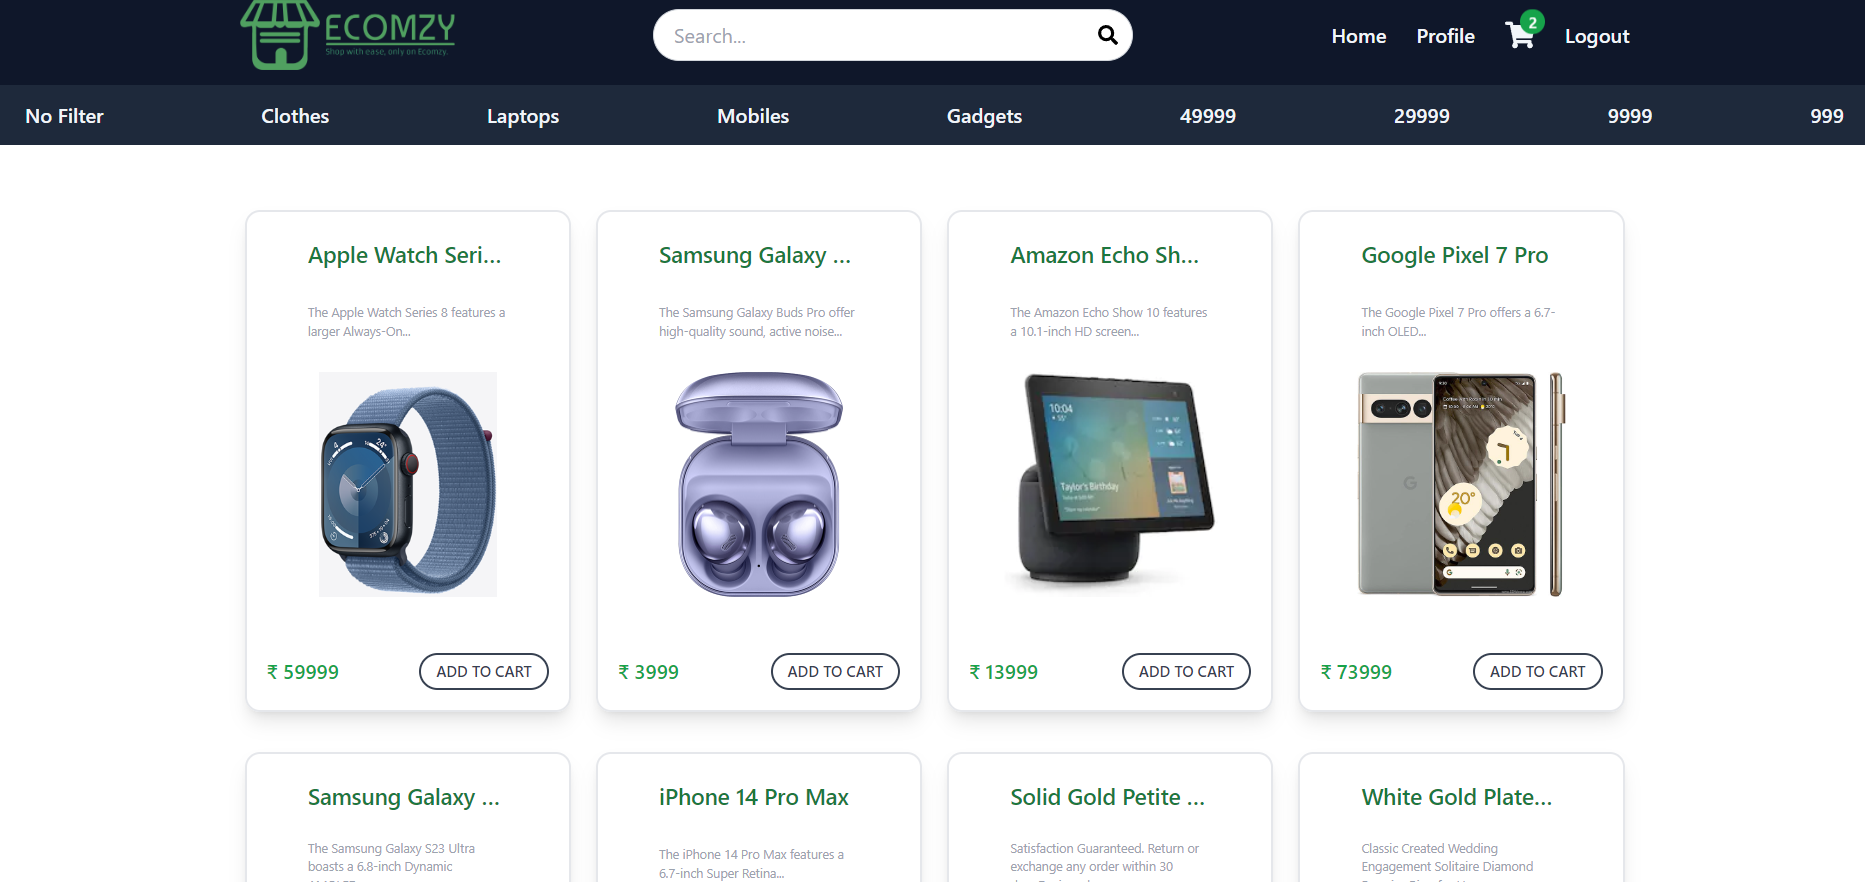 ECOMZY
Shop with ease, only on Ecomzy.
Search...
Home
Profile
2
Logout
No Filter
Clothes
Laptops
Mobiles
Gadgets
49999
29999
9999
999
Apple Watch Seri...
The Apple Watch Series 8 features a
larger Always-On...
₹ 59999
ADD TO CART
Samsung Galaxy ...
The Samsung Galaxy Buds Pro offer
high-quality sound, active noise...
₹ 3999
ADD TO CART
Amazon Echo Sh...
The Amazon Echo Show 10 features
a 10.1-inch HD screen...
10:04
Taylor's Birthday
₹ 13999
ADD TO CART
Google Pixel 7 Pro
The Google Pixel 7 Pro offers a 6.7-
inch OLED...
G
20°
₹ 73999
ADD TO CART
Samsung Galaxy ...
The Samsung Galaxy S23 Ultra
boasts a 6.8-inch Dynamic
iPhone 14 Pro Max
The iPhone 14 Pro Max features a
6.7-inch Super Retina...
Solid Gold Petite ...
Satisfaction Guaranteed. Return or
exchange any order within 30
White Gold Plate...
Classic Created Wedding
Engagement Solitaire Diamond